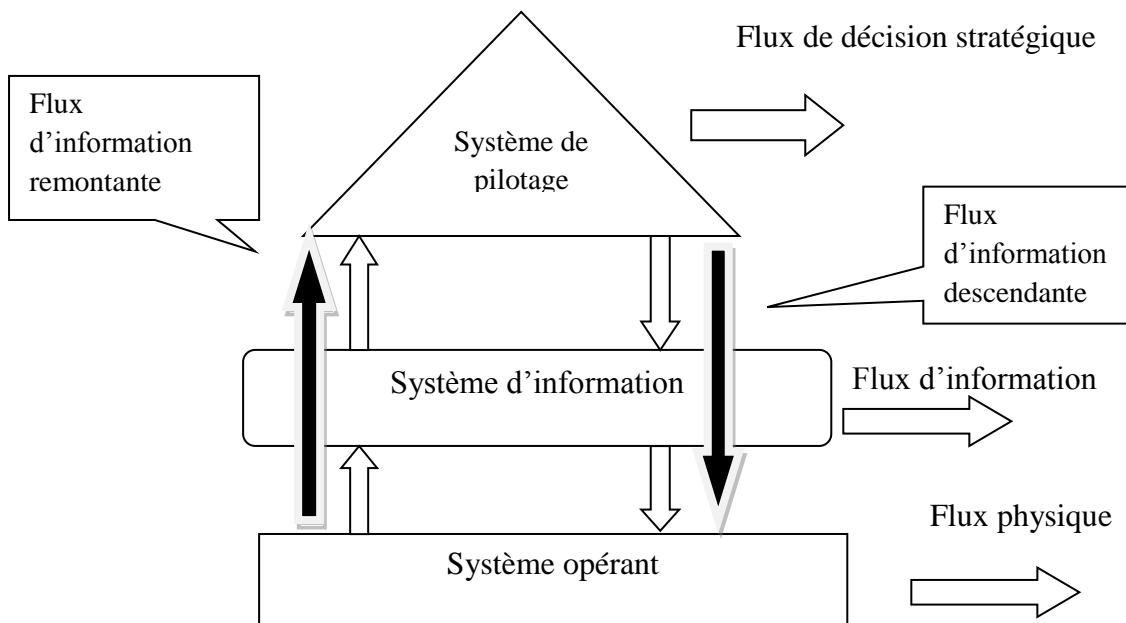 Flux de décision stratégique
Flux
d’information
remontante
Système de
pilotage
Flux
d’information
descendante
Système d’information
Flux d’information
Flux physique
Système opérant